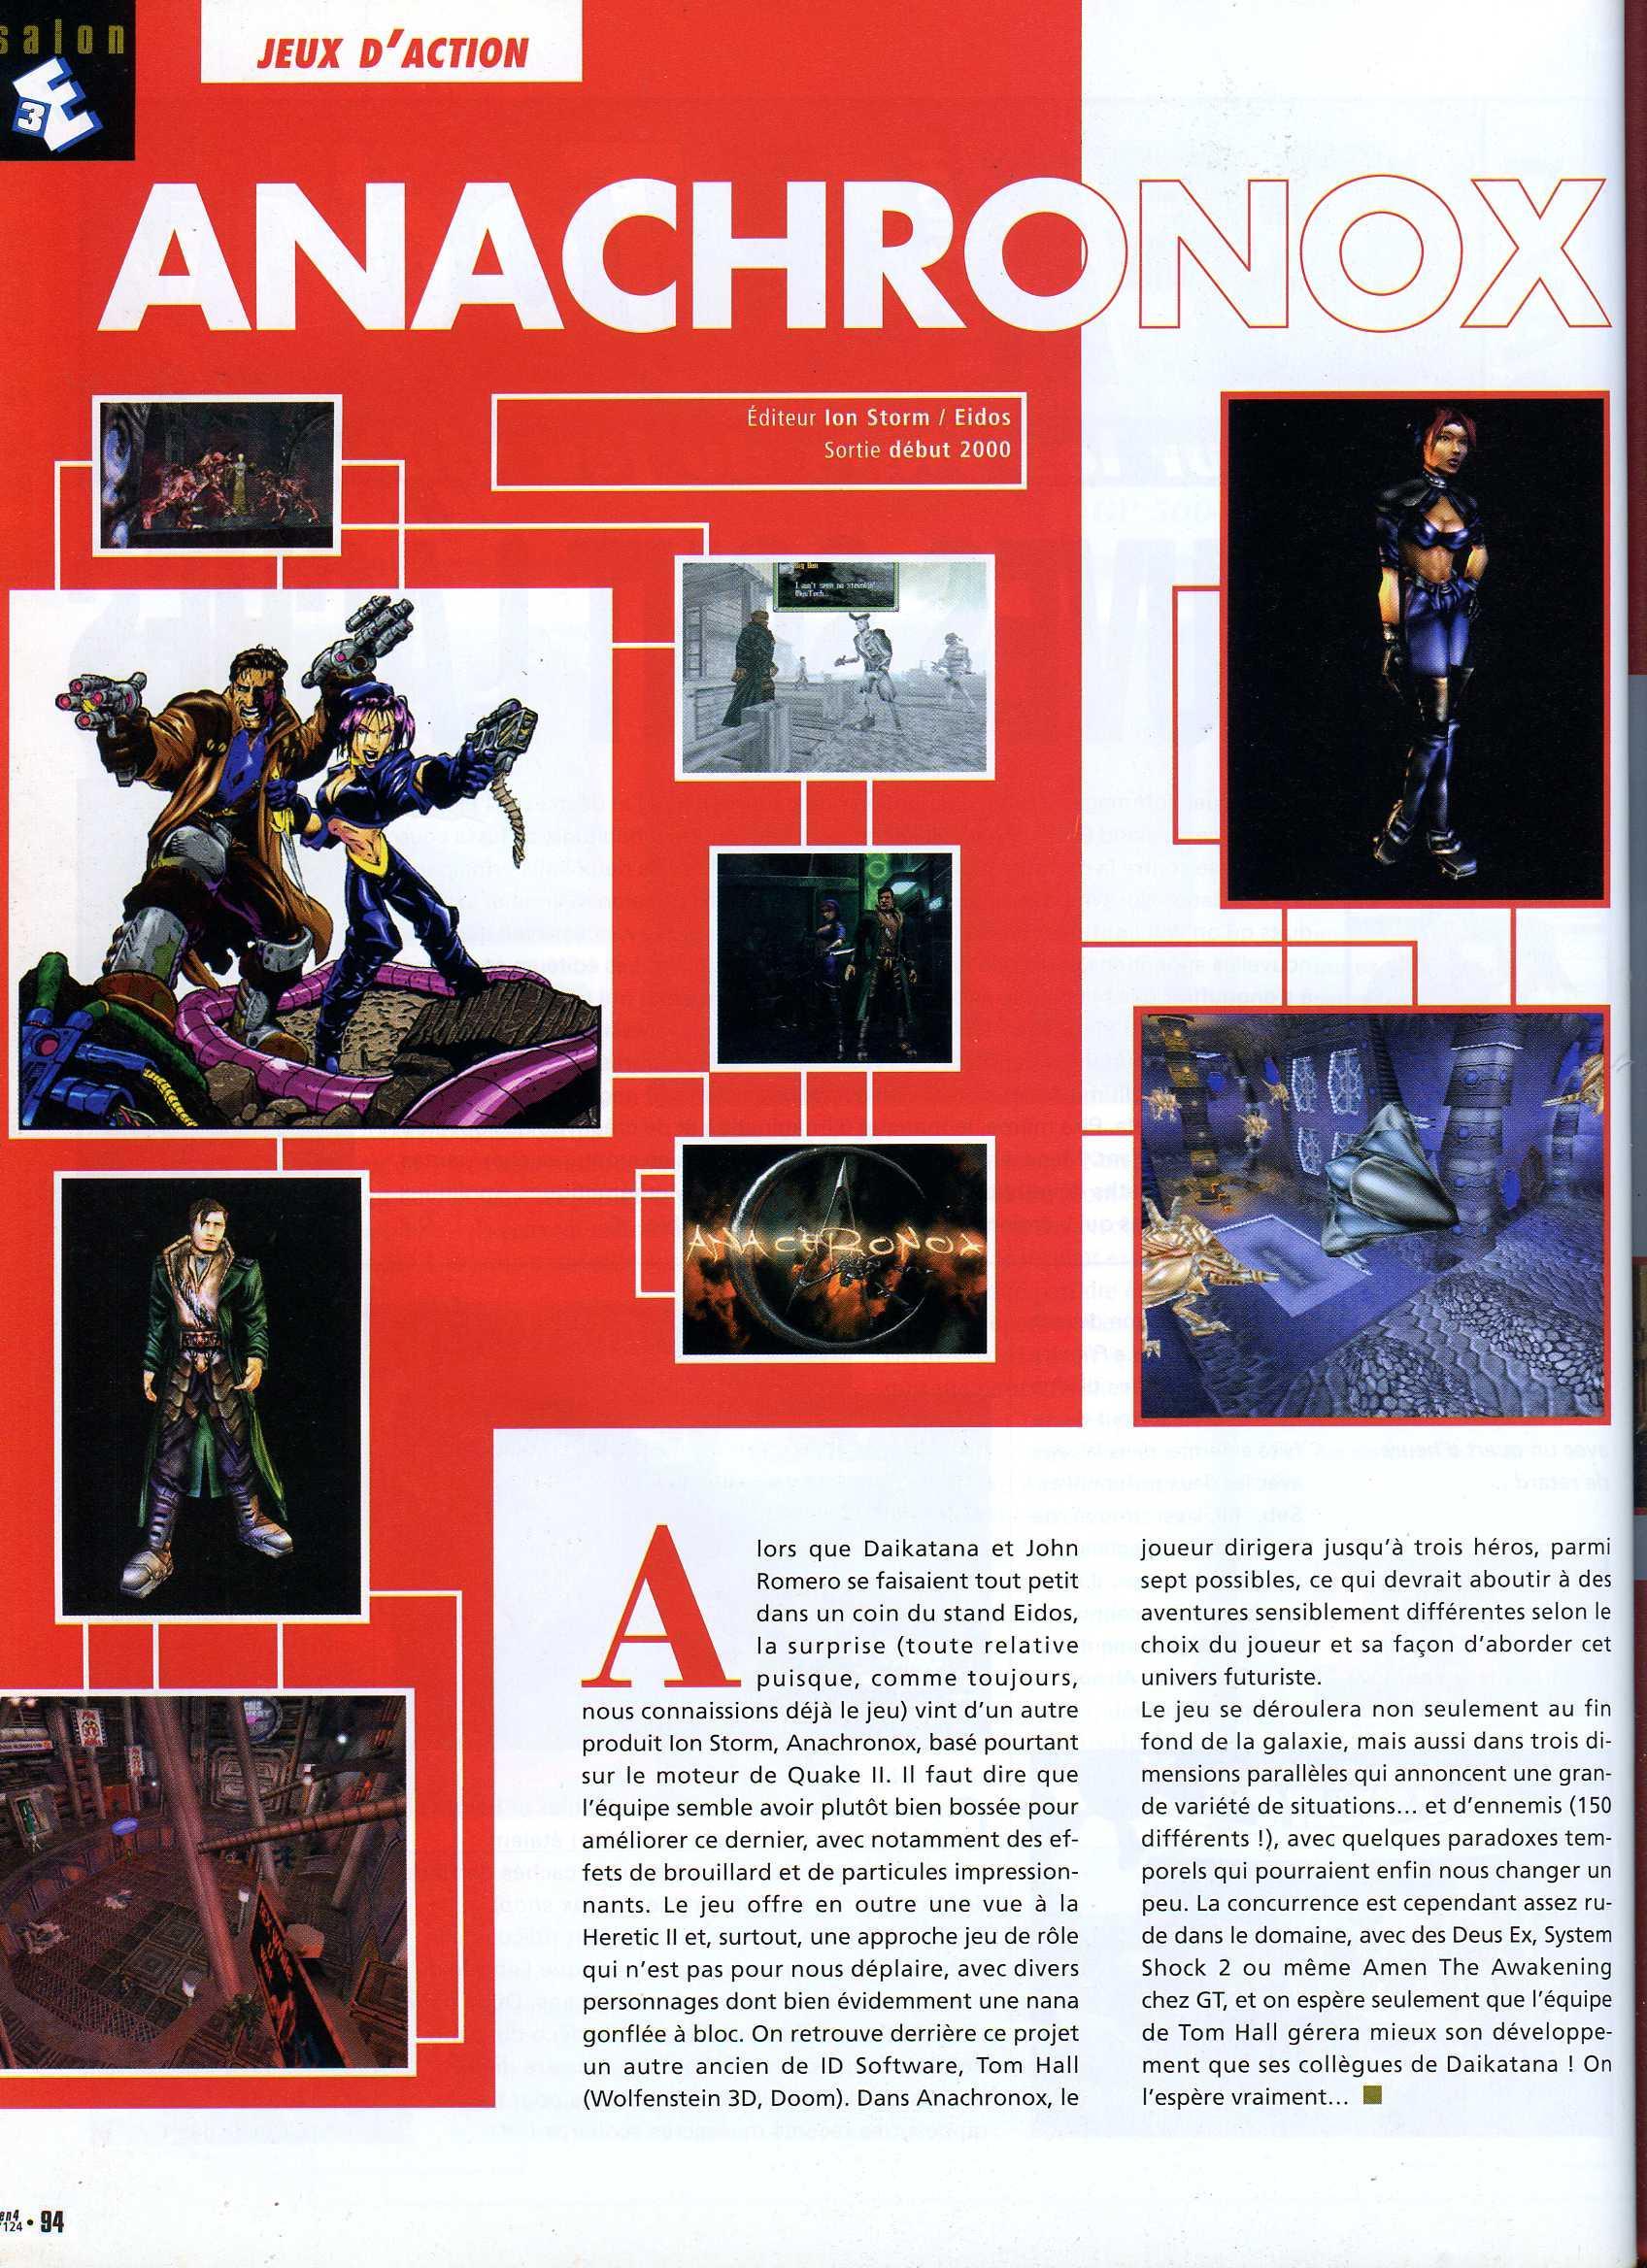 salon
E3
JEUX D'ACTION
ANACHRONOX
Éditeur Ion Storm / Eidos
Sortie début 2000
I ain't seen no steenkin'
MysTech.
ANACHRONOX
Alors que Daikatana et John
Romero se faisaient tout petit
dans un coin du stand Eidos,
la surprise (toute relative
puisque, comme toujours,
nous connaissions déjà le jeu) vint d'un autre
produit Ion Storm, Anachronox, basé pourtant
sur le moteur de Quake II. Il faut dire que
l'équipe semble avoir plutôt bien bossée pour
améliorer ce dernier, avec notamment des ef-
fets de brouillard et de particules impression-
nants. Le jeu offre en outre une vue à la
Heretic II et, surtout, une approche jeu de rôle
qui n'est pas pour nous déplaire, avec divers
personnages dont bien évidemment une nana
gonflée à bloc. On retrouve derrière ce projet
un autre ancien de ID Software, Tom Hall
(Wolfenstein 3D, Doom). Dans Anachronox, le
joueur dirigera jusqu'à trois héros, parmi
sept possibles, ce qui devrait aboutir à des
aventures sensiblement différentes selon le
choix du joueur et sa façon d'aborder cet
univers futuriste.
Le jeu se déroulera non seulement au fin
fond de la galaxie, mais aussi dans trois di-
mensions parallèles qui annoncent une gran-
de variété de situations... et d'ennemis (150
différents !), avec quelques paradoxes tem-
porels qui pourraient enfin nous changer un
peu. La concurrence est cependant assez ru-
de dans le domaine, avec des Deus Ex, System
Shock 2 ou même Amen The Awakening
chez GT, et on espère seulement que l'équipe
de Tom Hall gérera mieux son développe-
ment que ses collègues de Daikatana ! On
l'espère vraiment...
en4
124 • 94